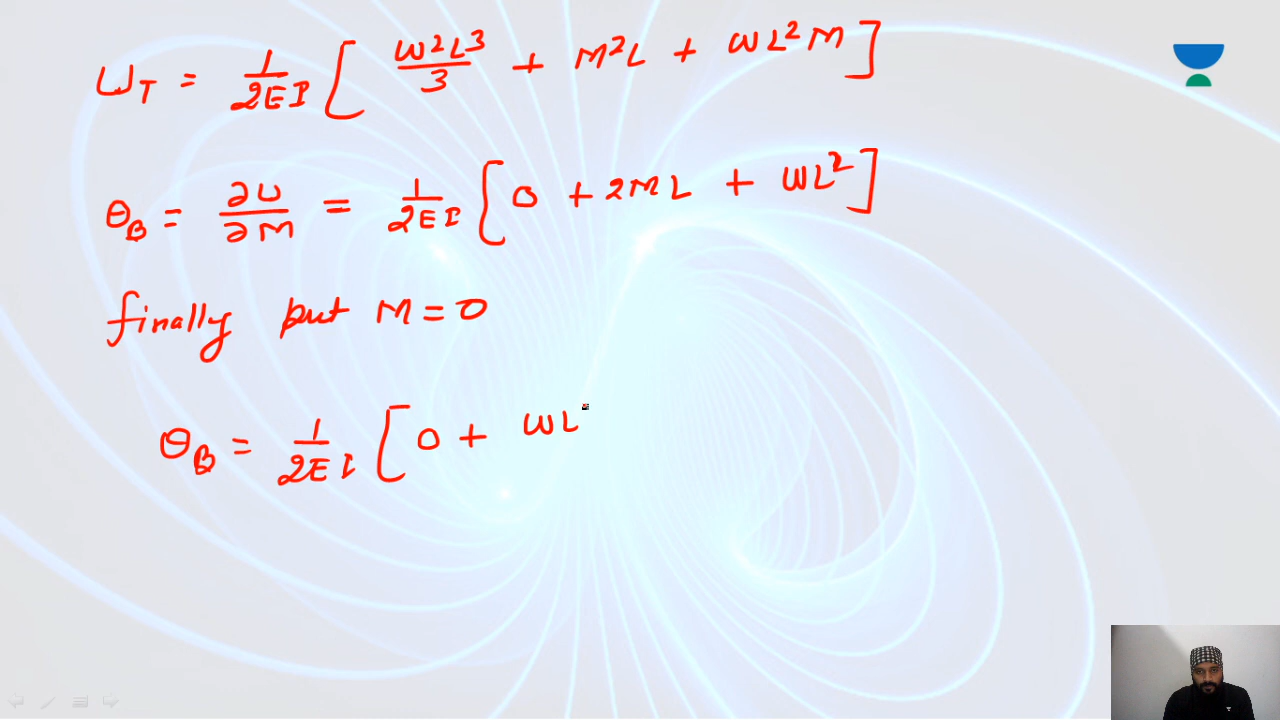 U_T = 1/2EI [ W²L³/3 + M²L + WL²M ]
θ_B = ∂U/∂M = 1/2EI [ 0 + 2ML + WL² ]
finally put M = 0
θ_B = 1/2EI [ 0 + WL